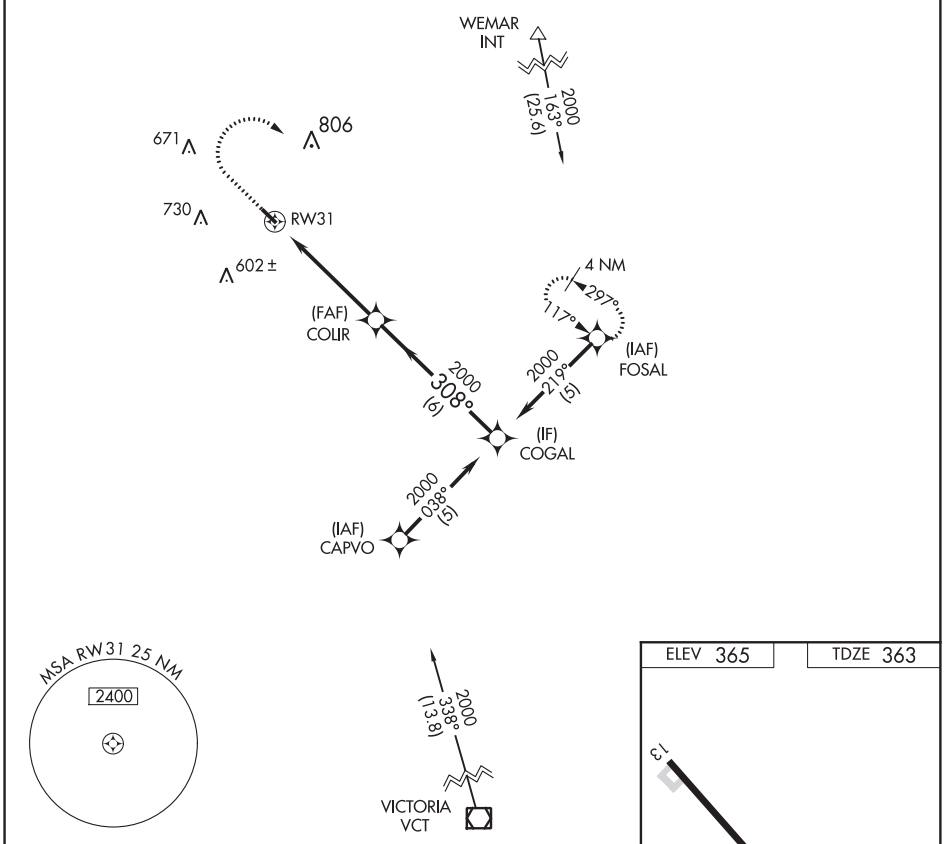 WEMAR
INT
2000
163°
(25.6)
671
806
730
RW31
602 ±
4 NM
297°
117°
(FAF)
COLIR
(IAF)
FOSAL
2000
219°
(5)
2000
308°
(6)
(IF)
COGAL
2000
038°
(5)
(IAF)
CAPVO
MSA RW31 25 NM
2400
2000
338°
(13.8)
VICTORIA
VCT
ELEV 365
TDZE 363
13